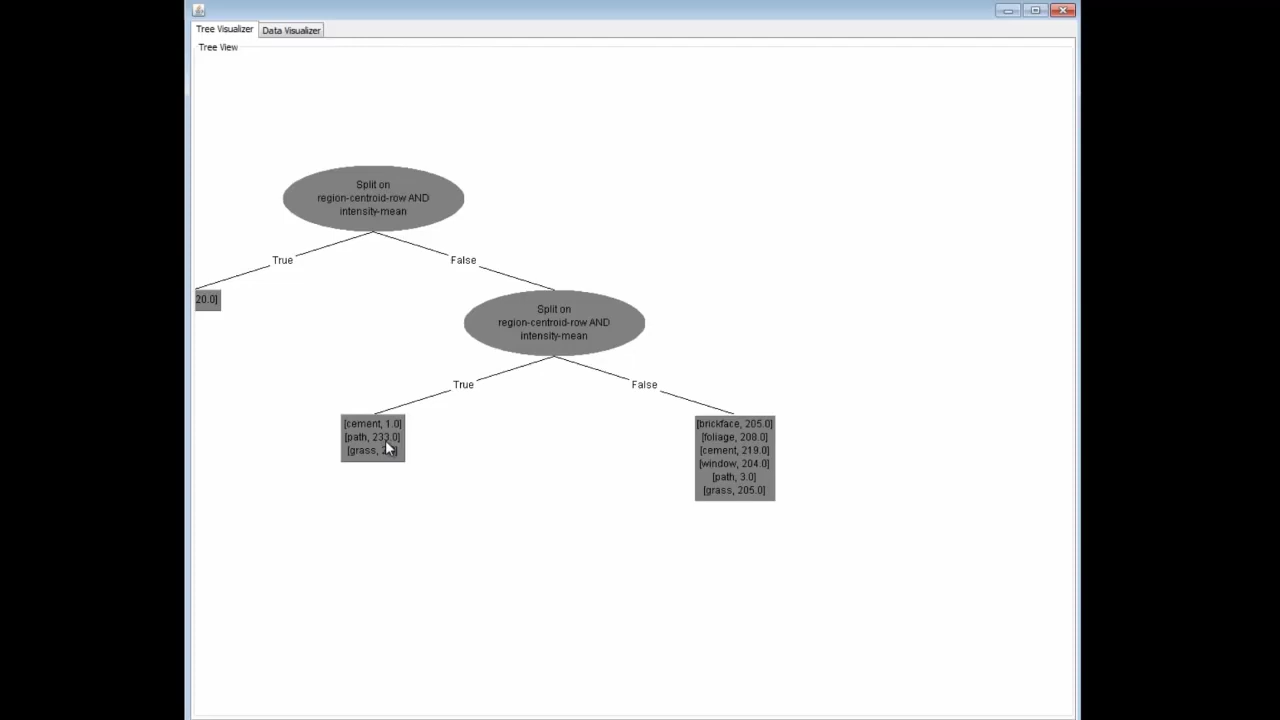 Tree Visualizer
Data Visualizer
Tree View
Split on
region-centroid-row AND
intensity-mean
True
False
20.0]
Split on
region-centroid-row AND
intensity-mean
True
False
[cement, 1.0]
[path, 233.0]
[grass,
[brickface, 205.0]
[foliage, 208.0]
[cement, 219.0]
[window, 204.0]
[path, 3.0]
[grass, 205.0]